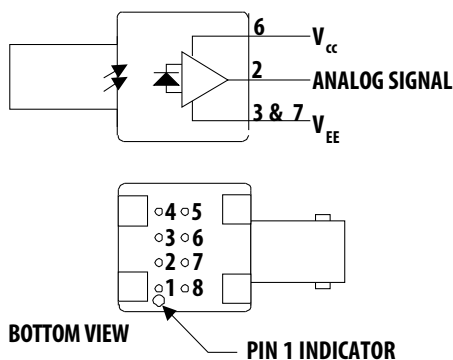 6
Vcc
2
ANALOG SIGNAL
3 & 7
VEE
4 5
3 6
2 7
1 8
BOTTOM VIEW
PIN 1 INDICATOR